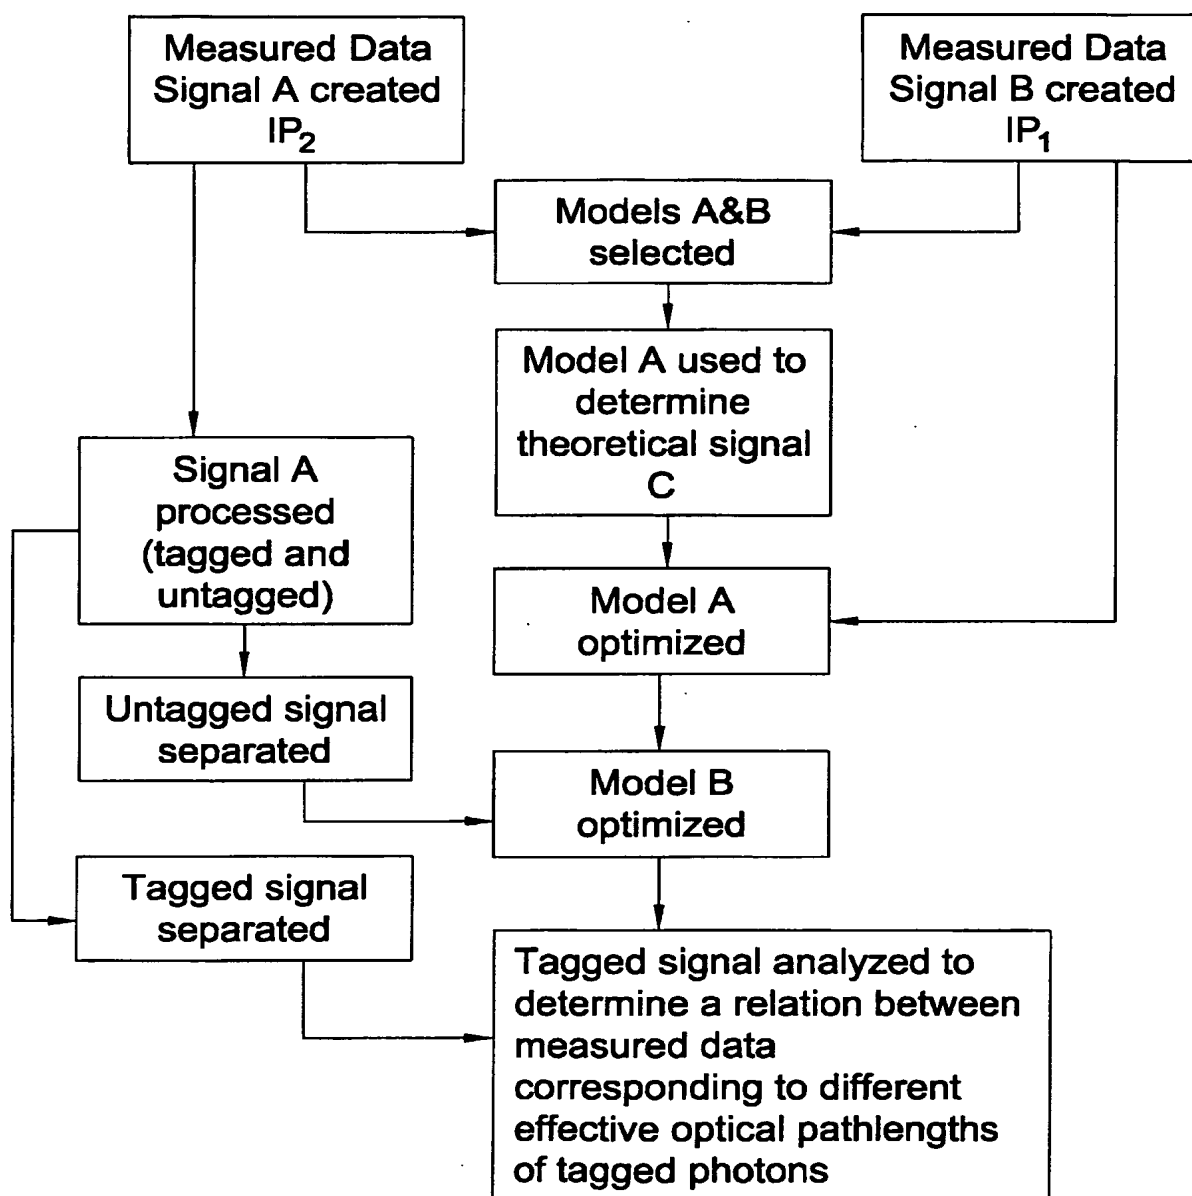 Measured Data
Signal A created
IP2
Measured Data
Signal B created
IP1
Models A&B
selected
Model A used to
determine
theoretical signal
C
Signal A
processed
(tagged and
untagged)
Model A
optimized
Untagged signal
separated
Model B
optimized
Tagged signal
separated
Tagged signal analyzed to
determine a relation between
measured data
corresponding to different
effective optical pathlengths
of tagged photons